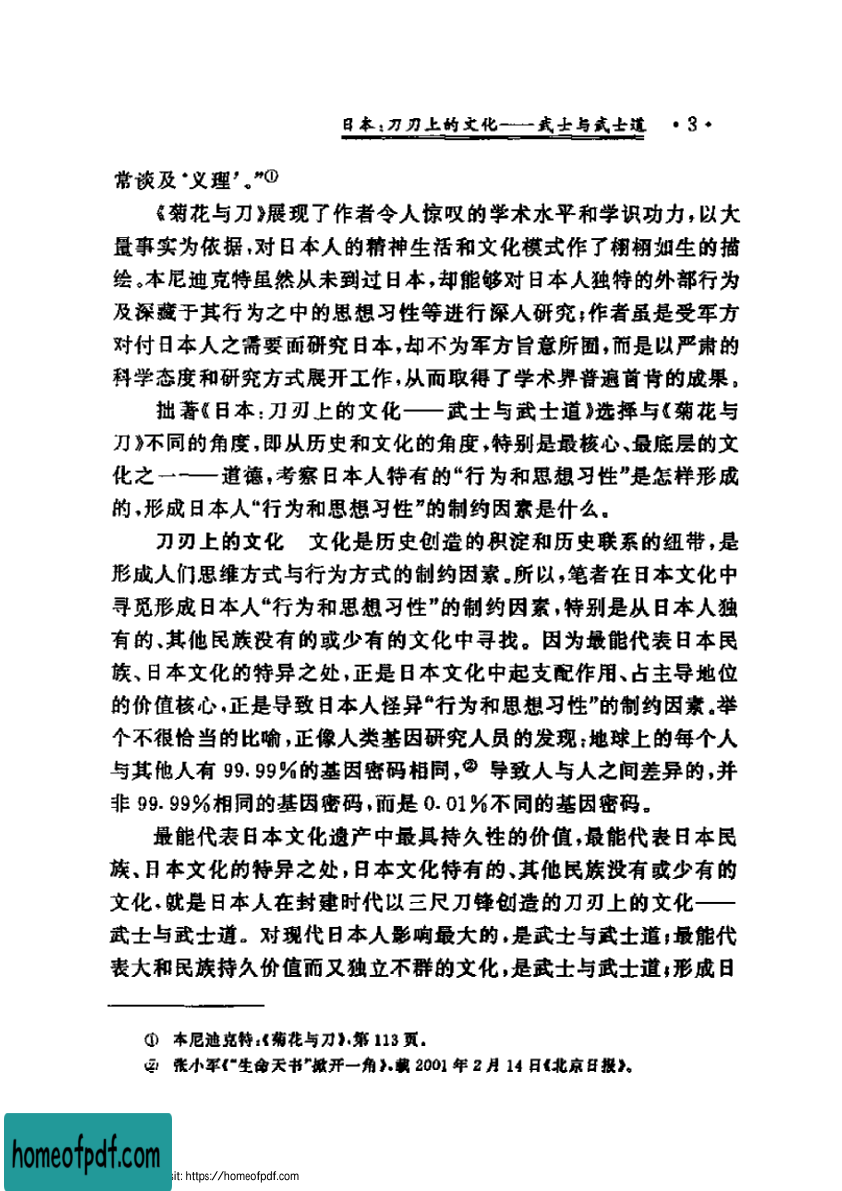 日本:刀刃上的文化——武士与武士道 ·3·
常谈及‘义理’。”①
《菊花与刀》展现了作者令人惊叹的学术水平和学识功力,以大
量事实为依据,对日本人的精神生活和文化模式作了栩栩如生的描
绘。本尼迪克特虽然从未到过日本,却能够对日本人独特的外部行为
及深藏于其行为之中的思想习性等进行深入研究;作者虽是受军方
对付日本人之需要而研究日本,却不为军方旨意所囿,而是以严肃的
科学态度和研究方式展开工作,从而取得了学术界普遍首肯的成果。
拙著《日本:刀刃上的文化——武士与武士道》选择与《菊花与
刀》不同的角度,即从历史和文化的角度,特别是最核心、最底层的文
化之一——道德,考察日本人特有的“行为和思想习性”是怎样形成
的,形成日本人“行为和思想习性”的制约因素是什么。
刀刃上的文化 文化是历史创造的积淀和历史联系的纽带,是
形成人们思维方式与行为方式的制约因素。所以,笔者在日本文化中
寻觅形成日本人“行为和思想习性”的制约因素,特别是从日本人独
有的、其他民族没有的或少有的文化中寻找。因为最能代表日本民
族、日本文化的特异之处,正是日本文化中起支配作用、占主导地位
的价值核心,正是导致日本人怪异“行为和思想习性”的制约因素。举
个不很恰当的比喻,正像人类基因研究人员的发现:地球上的每个人
与其他人有 99.99%的基因密码相同,② 导致人与人之间差异的,并
非 99.99%相同的基因密码,而是 0.01%不同的基因密码。
最能代表日本文化遗产中最具持久性的价值,最能代表日本民
族、日本文化的特异之处,日本文化特有的、其他民族没有或少有的
文化,就是日本人在封建时代以三尺刀锋创造的刀刃上的文化——
武士与武士道。对现代日本人影响最大的,是武士与武士道;最能代
表大和民族持久价值而又独立不群的文化,是武士与武士道;形成日
① 本尼迪克特:《菊花与刀》,第 113 页。
② 张小军《“生命天书”掀开一角》,载 2001 年 2 月 14 日《北京日报》。
homeofpdf.com
sit: https://homeofpdf.com